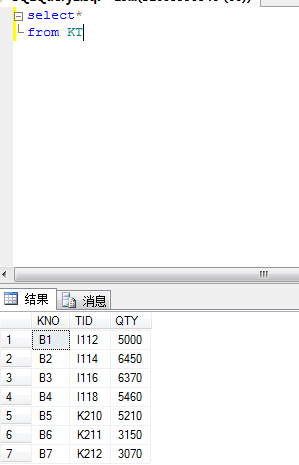 select*
from KT
结果 消息
KNO TID QTY
1 B1 I112 5000
2 B2 I114 6450
3 B3 I116 6370
4 B4 I118 5460
5 B5 K210 5210
6 B6 K211 3150
7 B7 K212 3070